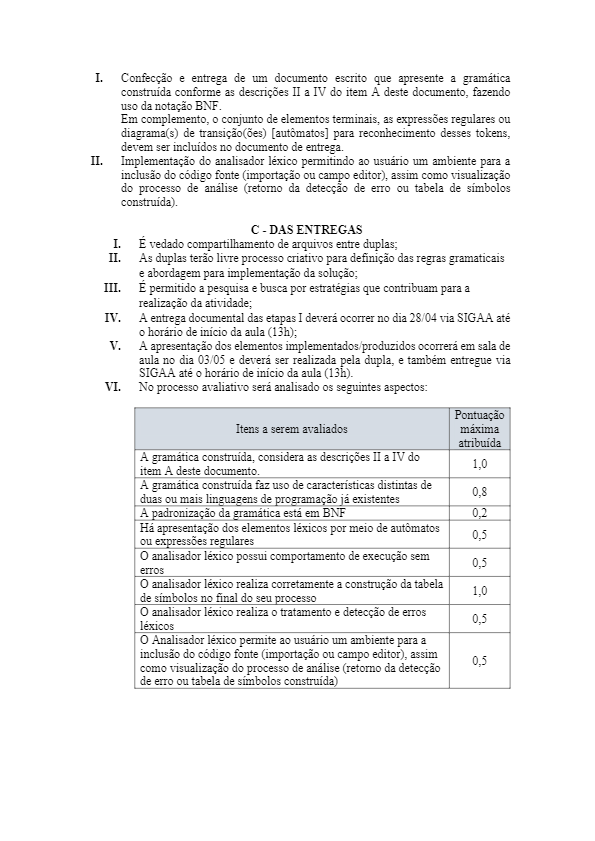 I. Confecção e entrega de um documento escrito que apresente a gramática
construída conforme as descrições II a IV do item A deste documento, fazendo
uso da notação BNF.
Em complemento, o conjunto de elementos terminais, as expressões regulares ou
diagrama(s) de transição(ões) [autômatos] para reconhecimento desses tokens,
devem ser incluídos no documento de entrega.
II. Implementação do analisador léxico permitindo ao usuário um ambiente para a
inclusão do código fonte (importação ou campo editor), assim como visualização
do processo de análise (retorno da detecção de erro ou tabela de símbolos
construída).
C - DAS ENTREGAS
I. É vedado compartilhamento de arquivos entre duplas;
II. As duplas terão livre processo criativo para definição das regras gramaticais
e abordagem para implementação da solução;
III. É permitido a pesquisa e busca por estratégias que contribuam para a
realização da atividade;
IV. A entrega documental das etapas I deverá ocorrer no dia 28/04 via SIGAA até
o horário de início da aula (13h);
V. A apresentação dos elementos implementados/produzidos ocorrerá em sala de
aula no dia 03/05 e deverá ser realizada pela dupla, e também entregue via
SIGAA até o horário de início da aula (13h).
VI. No processo avaliativo será analisado os seguintes aspectos:
Itens a serem avaliados
Pontuação
máxima
atribuída
A gramática construída, considera as descrições II a IV do
item A deste documento.
1,0
A gramática construída faz uso de características distintas de
duas ou mais linguagens de programação já existentes
0,8
A padronização da gramática está em BNF
0,2
Há apresentação dos elementos léxicos por meio de autômatos
ou expressões regulares
0,5
O analisador léxico possui comportamento de execução sem
erros
0,5
O analisador léxico realiza corretamente a construção da tabela
de símbolos no final do seu processo
1,0
O analisador léxico realiza o tratamento e detecção de erros
léxicos
0,5
O Analisador léxico permite ao usuário um ambiente para a
inclusão do código fonte (importação ou campo editor), assim
como visualização do processo de análise (retorno da detecção
de erro ou tabela de símbolos construída)
0,5